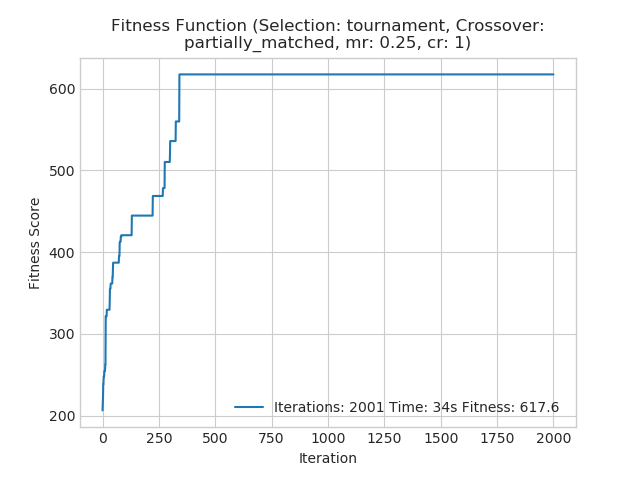 Fitness Function (Selection: tournament, Crossover:
partially_matched, mr: 0.25, cr: 1)
600
500
400
300
200
Fitness Score
Iterations: 2001 Time: 34s Fitness: 617.6
0 250 500 750 1000 1250 1500 1750 2000
Iteration